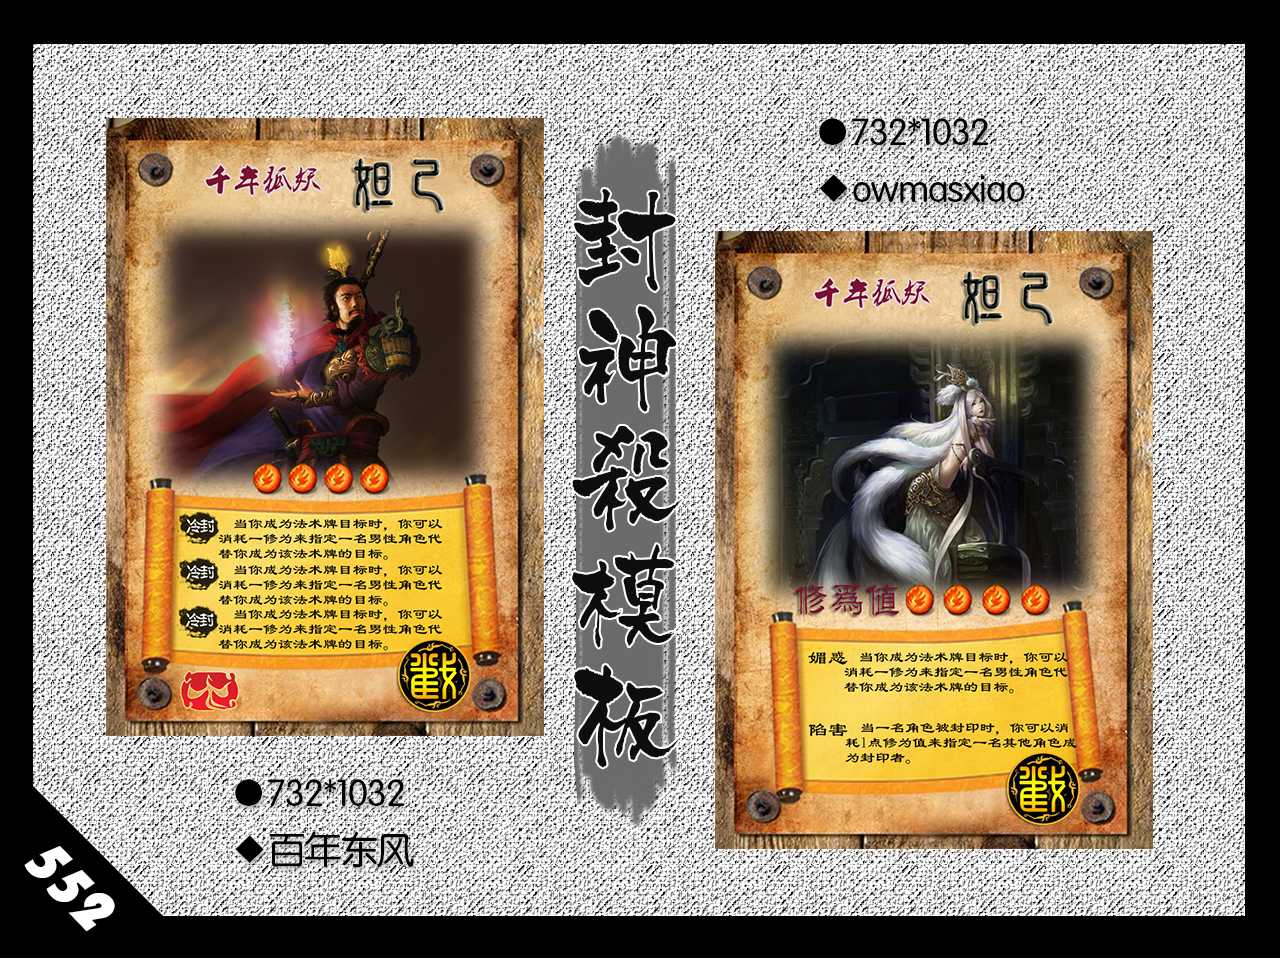 千年狐妖 妲己
冷封 当你成为法术牌目标时，你可以
消耗一修为来指定一名男性角色代
替你成为该法术牌的目标。
冷封 当你成为法术牌目标时，你可以
消耗一修为来指定一名男性角色代
替你成为该法术牌的目标。
冷封 当你成为法术牌目标时，你可以
消耗一修为来指定一名男性角色代
替你成为该法术牌的目标。
●732*1032
◆百年东风
封神殺模板
●732*1032
◆owmasxiao
千年狐妖 妲己
修爲值
媚惑 当你成为法术牌目标时，你可以
消耗一修为来指定一名男性角色代
替你成为该法术牌的目标。
陷害 当一名角色被封印时，你可以消
耗1点修为值来指定一名其他角色成
为封印者。
552